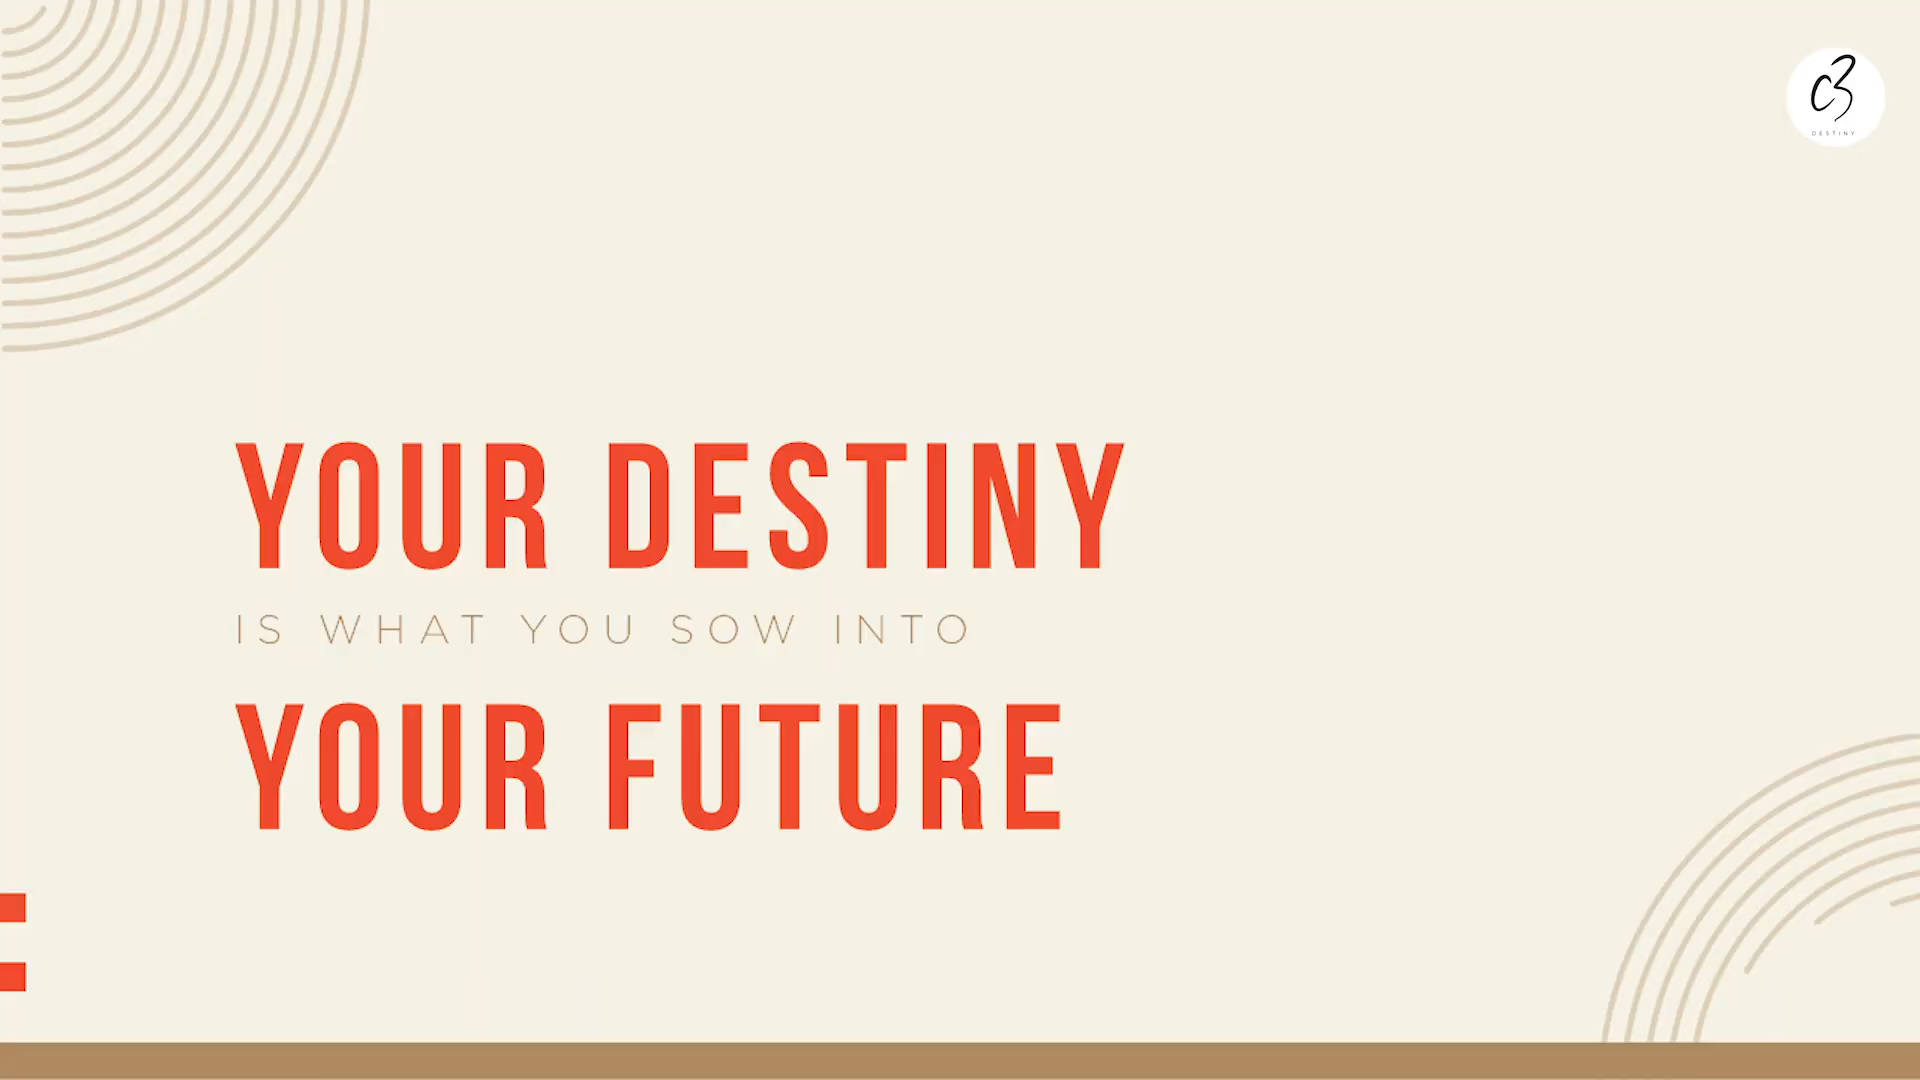 C3
DESTINY
YOUR DESTINY
IS WHAT YOU SOW INTO
YOUR FUTURE